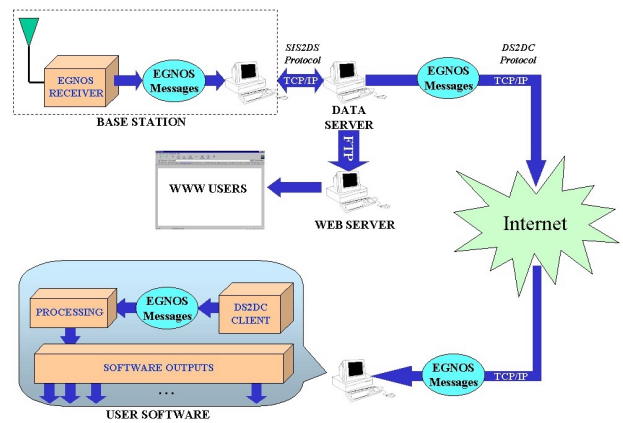 SIS2DS
Protocol
DS2DC
Protocol
EGNOS
RECEIVER
EGNOS
Messages
TCP/IP
EGNOS
Messages
TCP/IP
BASE STATION
DATA
SERVER
FTP
WWW USERS
WEB SERVER
Internet
PROCESSING
EGNOS
Messages
DS2DC
CLIENT
SOFTWARE OUTPUTS
...
EGNOS
Messages
TCP/IP
USER SOFTWARE